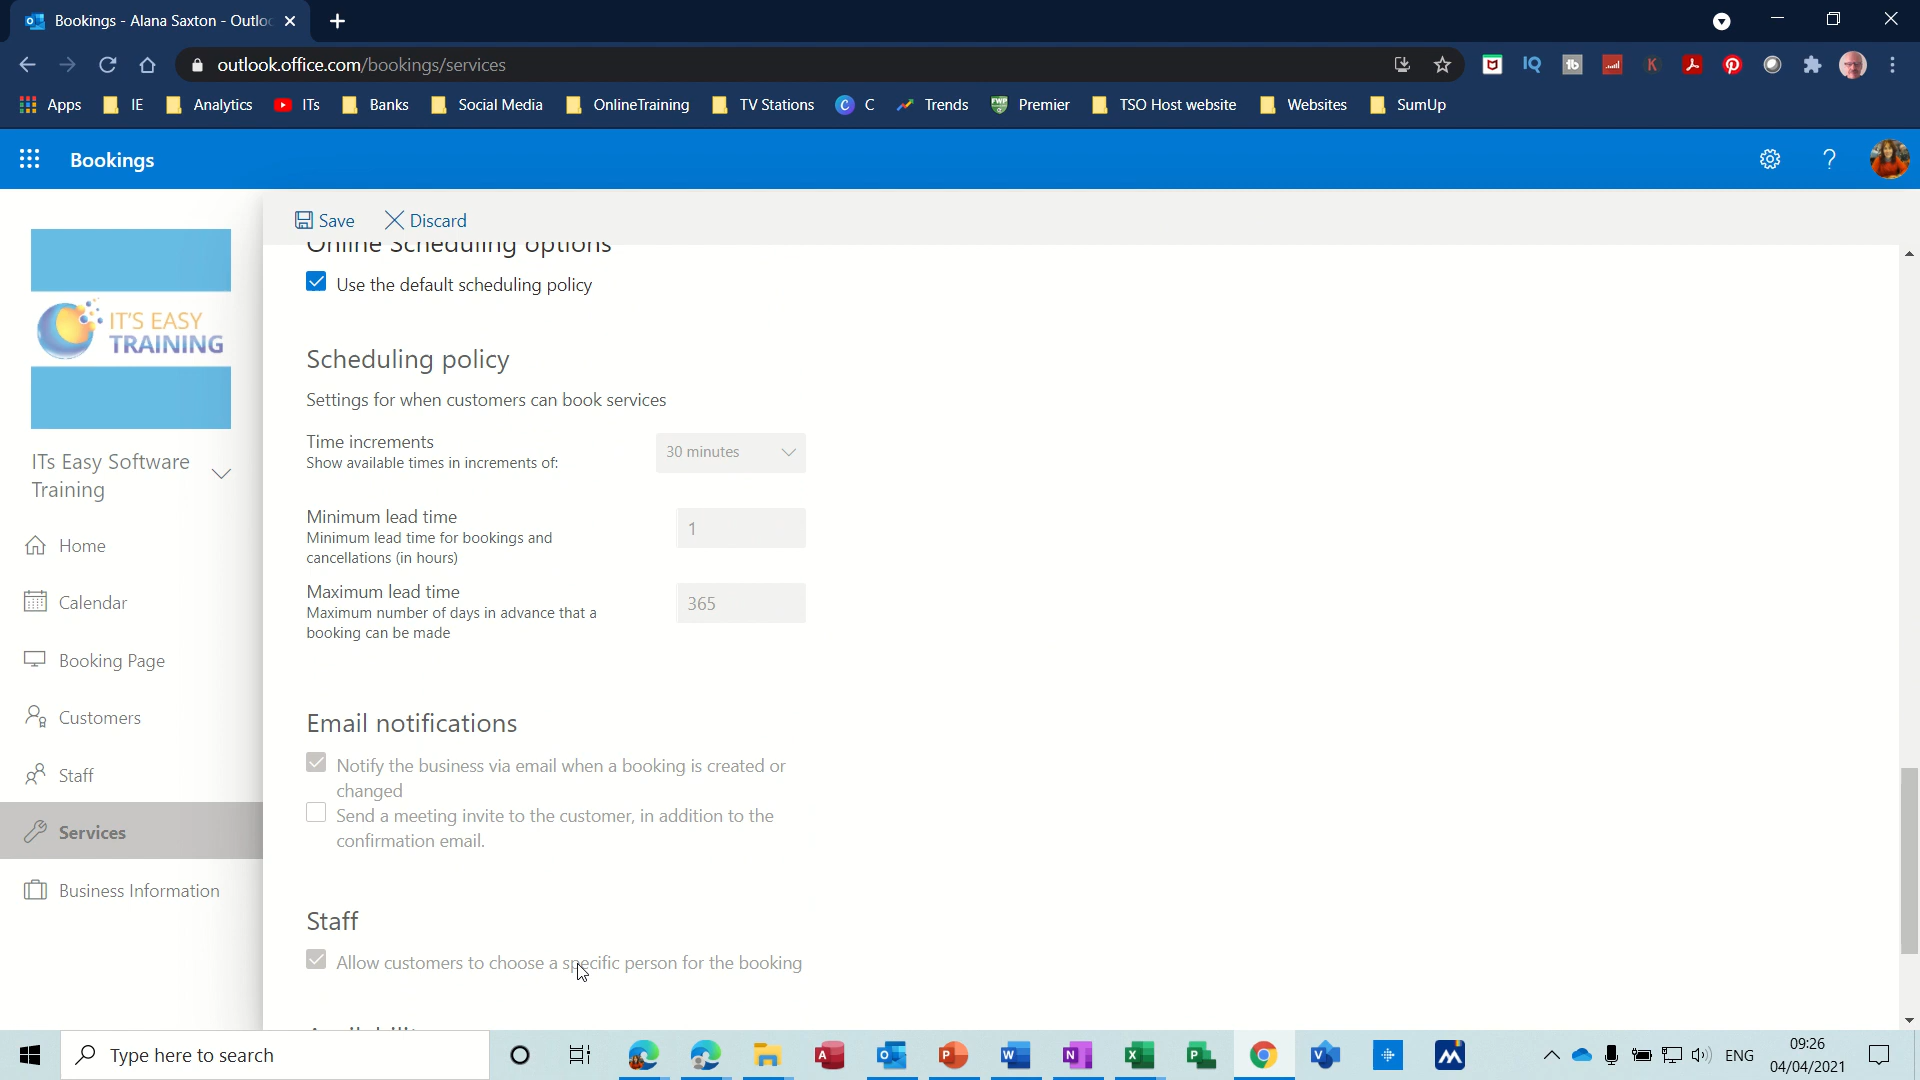 Bookings - Alana Saxton - Outlo
outlook.office.com/bookings/services
Apps IE Analytics ITs Banks Social Media OnlineTraining TV Stations C C Trends Premier TSO Host website Websites SumUp
Bookings
Save Discard
Online Scheduling options
Use the default scheduling policy
IT'S EASY
TRAINING
Scheduling policy
Settings for when customers can book services
Time increments
Show available times in increments of:
30 minutes
ITs Easy Software
Training
Minimum lead time
Minimum lead time for bookings and
cancellations (in hours)
1
Maximum lead time
Maximum number of days in advance that a
booking can be made
365
Home
Calendar
Booking Page
Customers
Staff
Services
Business Information
Email notifications
Notify the business via email when a booking is created or
changed
Send a meeting invite to the customer, in addition to the
confirmation email.
Staff
Allow customers to choose a specific person for the booking
Type here to search
ENG
09:26
04/04/2021